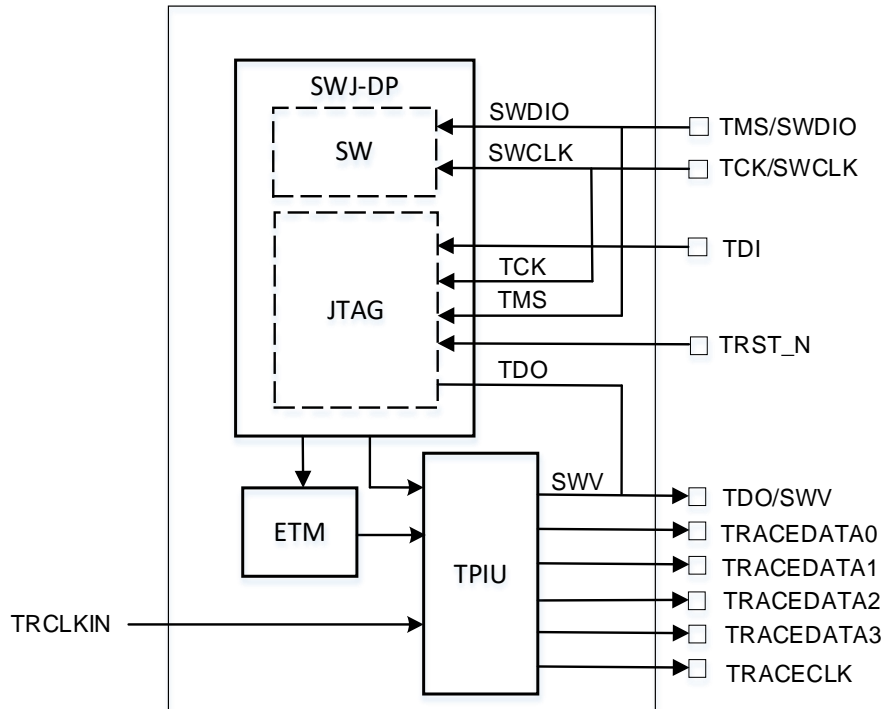 SWJ-DP
SWDIO
TMS/SWDIO
SW
SWCLK
TCK/SWCLK
TDI
TCK
JTAG
TMS
TRST_N
TDO
SWV
TDO/SWV
ETM
TRACEDATA0
TPIU
TRACEDATA1
TRACEDATA2
TRCLKIN
TRACEDATA3
TRACECLK